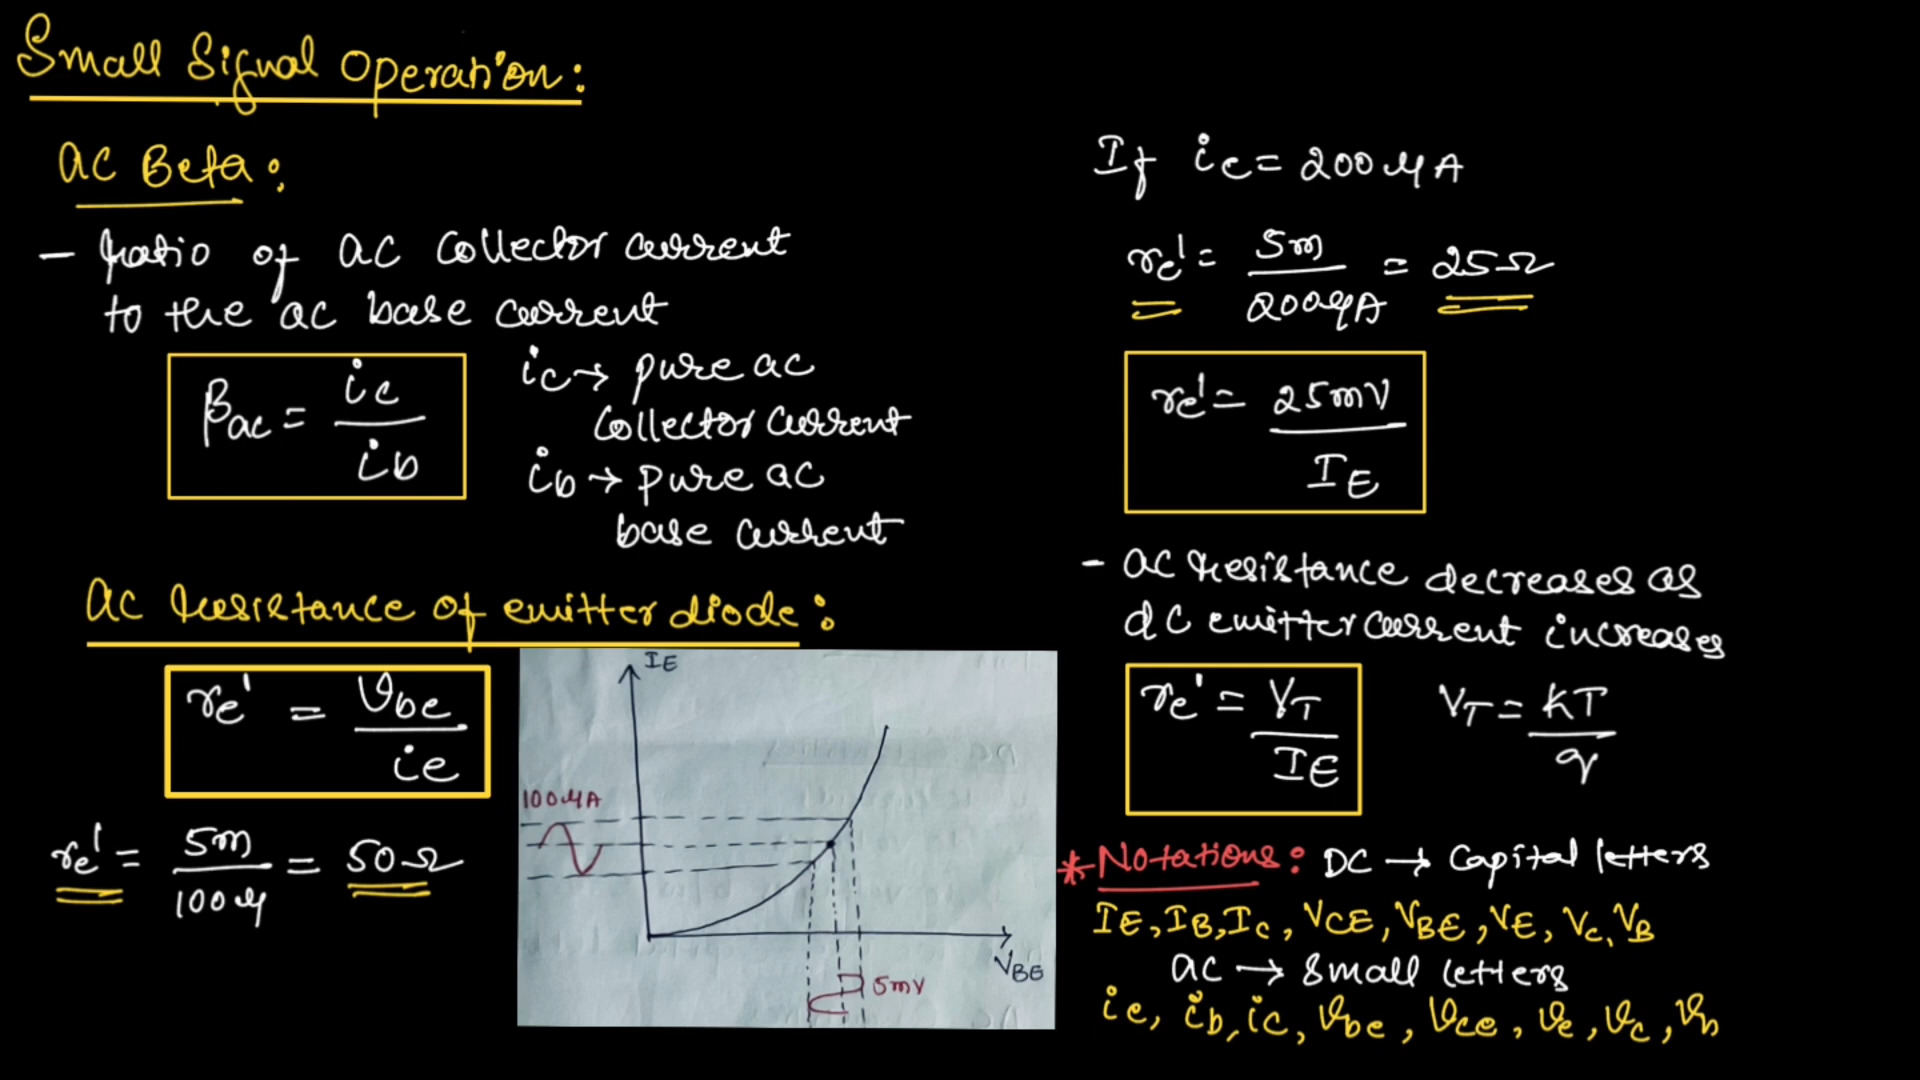 Small Signal Operation:
ac Beta:
- ratio of ac collector current
to the ac base current
βac = ic / ib
ic → pure ac
collector current
ib → pure ac
base current
ac resistance of emitter diode:
re' = vbe / ie
re' = 5m / 100μ = 50Ω
IE
100μA
VBE
5mV
If ie = 200μA
re' = 5m / 200μA = 25Ω
re' = 25mV / IE
- ac resistance decreases as
dc emitter current increases
re' = VT / IE
VT = kT / q
*Notations: DC → Capital letters
IE, IB, Ic, VCE, VBE, VE, Vc, VB
ac → small letters
ie, ib, ic, vbe, vce, ve, vc, vb